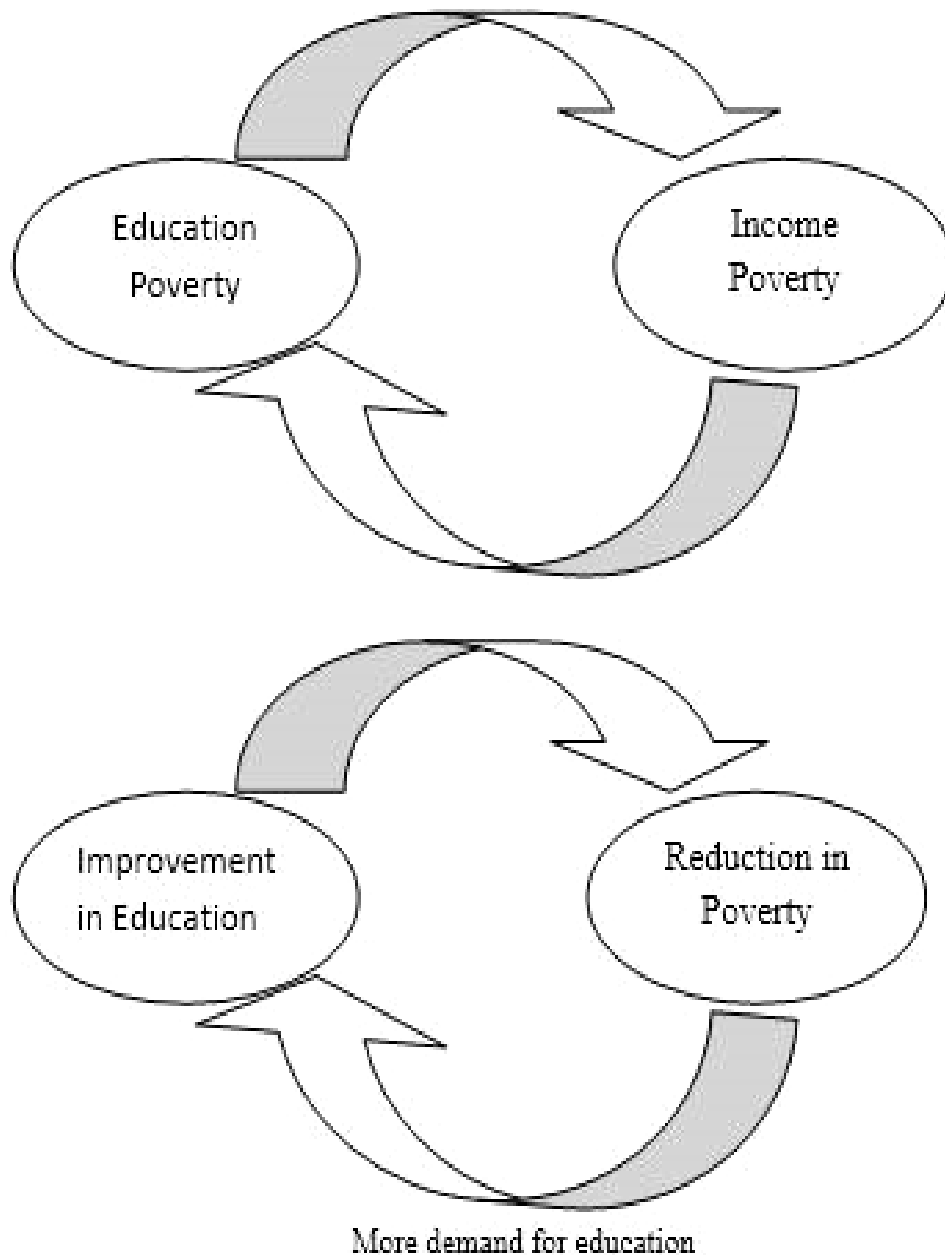 Education
Poverty
Income
Poverty
Improvement
in Education
Reduction in
Poverty
More demand for education